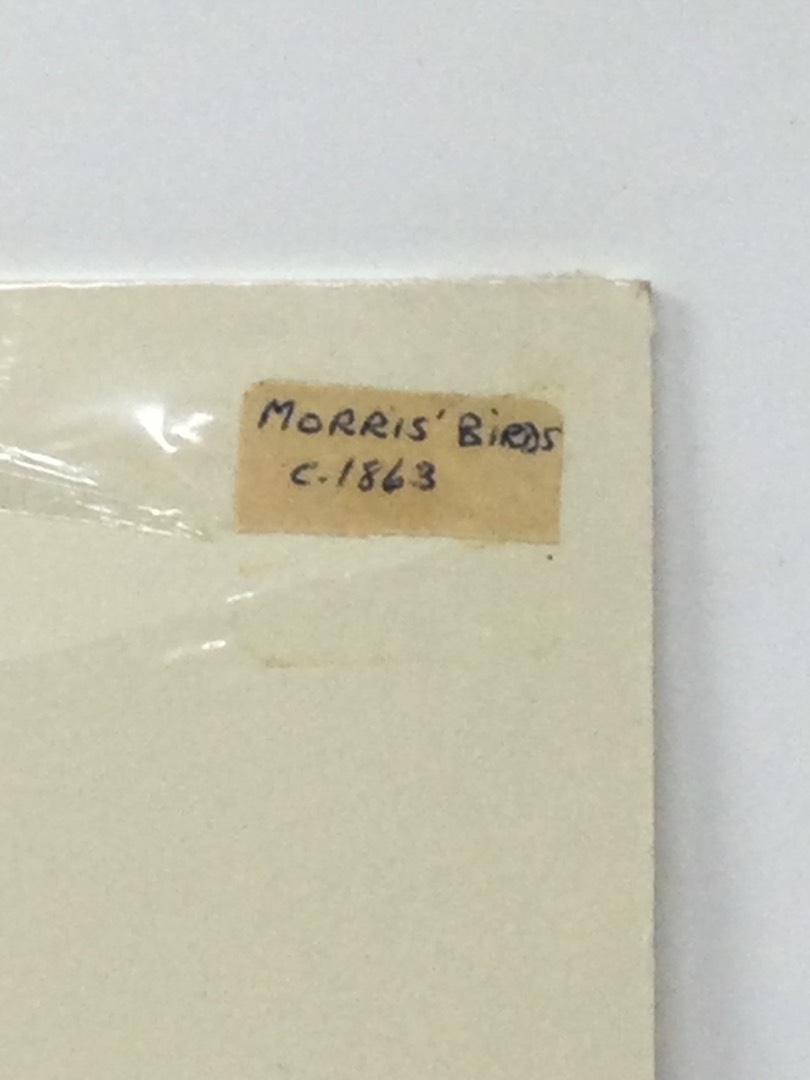 MORRIS' BIRDS
c. 1863